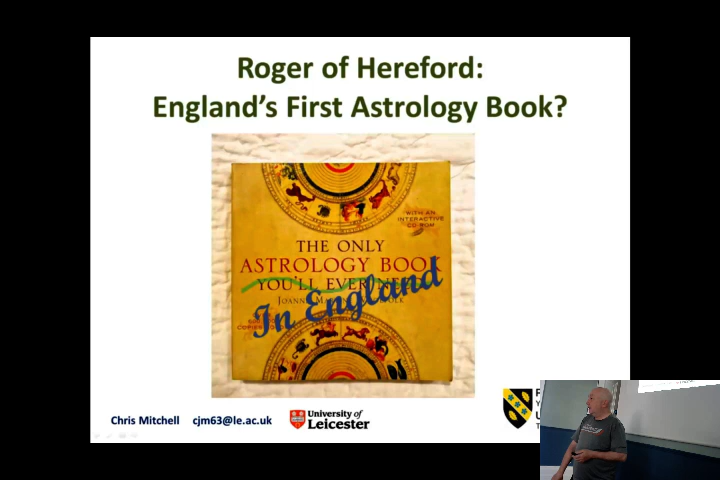 Roger of Hereford:
England's First Astrology Book?
WITH AN
INTERACTIVE
CD-ROM
THE ONLY
ASTROLOGY BOOK
YOU'LL EVER NEED
In England
Chris Mitchell cjm63@le.ac.uk
University of
Leicester